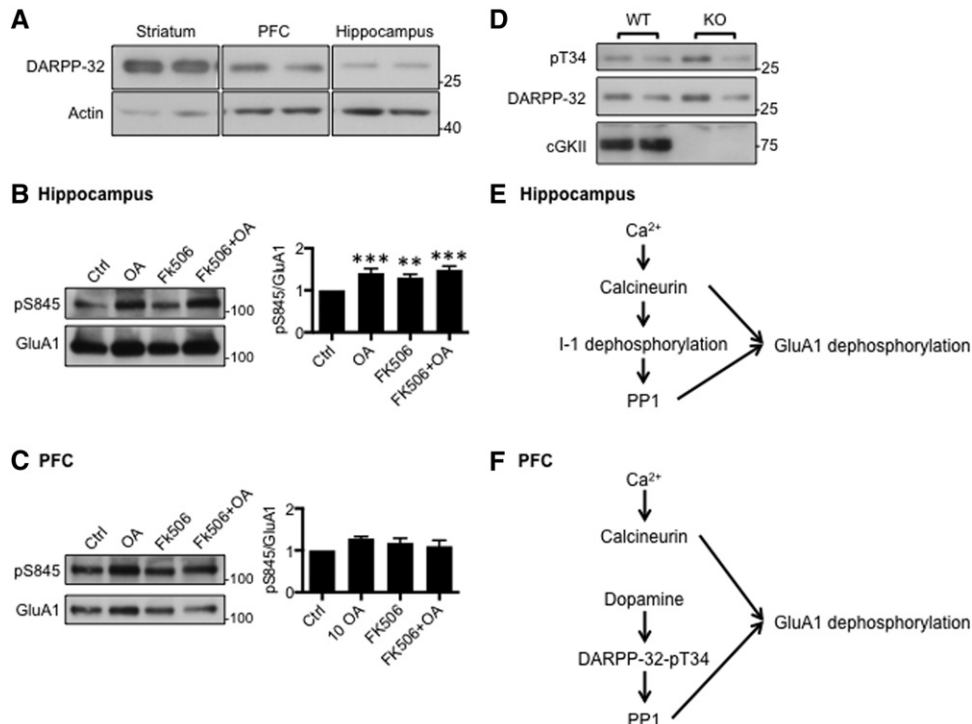 A
Striatum PFC Hippocampus
DARPP-32
-25
Actin
-40
B Hippocampus
Ctrl OA Fk506 Fk506+OA
pS845
-100
GluA1
-100
pS845/GluA1
2
1
0
*** ** ***
Ctrl OA FK506 FK506+OA
C PFC
Ctrl OA Fk506 Fk506+OA
pS845
-100
GluA1
-100
pS845/GluA1
2
1
0
Ctrl 10 OA FK506 FK506+OA
D
WT KO
pT34
-25
DARPP-32
-25
cGKII
-75
E Hippocampus
Ca²⁺
Calcineurin
I-1 dephosphorylation
GluA1 dephosphorylation
PP1
F PFC
Ca²⁺
Calcineurin
Dopamine
GluA1 dephosphorylation
DARPP-32-pT34
PP1